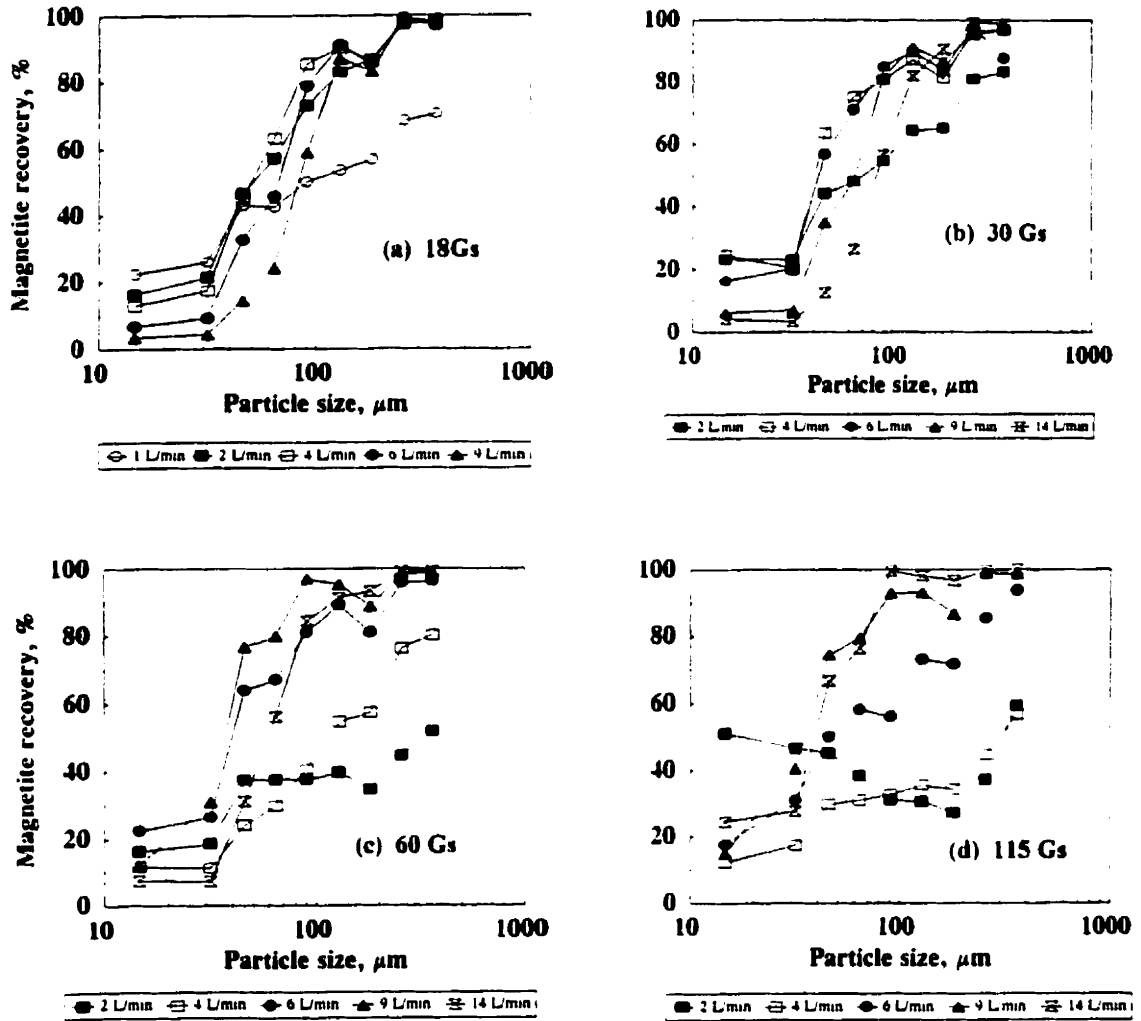 Magnetite recovery, %
100
80
60
40
20
0
(a) 18Gs
10 100 1000
Particle size, μm
1 L/min 2 L/min 4 L/min 6 L/min 9 L/min
100
80
60
40
20
0
(b) 30 Gs
10 100 1000
Particle size, μm
2 L/min 4 L/min 6 L/min 9 L/min 14 L/min
Magnetite recovery, %
100
80
60
40
20
0
(c) 60 Gs
10 100 1000
Particle size, μm
2 L/min 4 L/min 6 L/min 9 L/min 14 L/min
100
80
60
40
20
0
(d) 115 Gs
10 100 1000
Particle size, μm
2 L/min 4 L/min 6 L/min 9 L/min 14 L/min